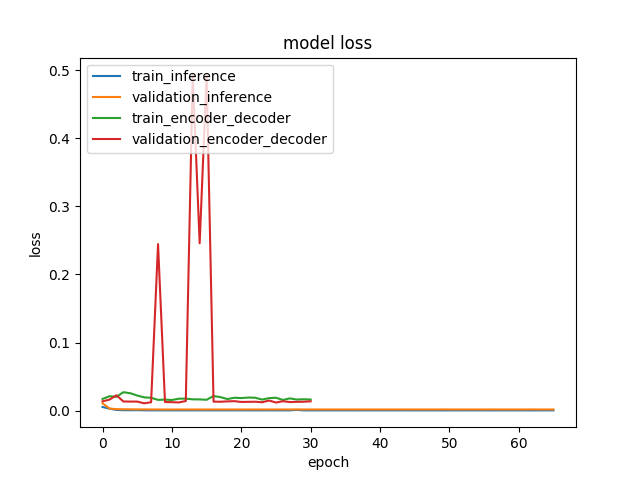 model loss
train_inference
validation_inference
train_encoder_decoder
validation_encoder_decoder
loss
0.5
0.4
0.3
0.2
0.1
0.0
0 10 20 30 40 50 60
epoch